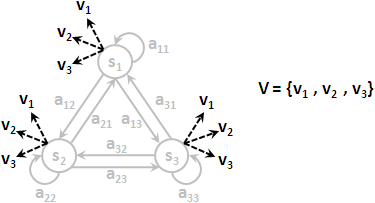 v1
v2
v3
s1
a11
a12
a21
a13
a31
V = {v1 , v2 , v3}
v1
v2
v3
s2
a22
a32
a23
s3
a33
v1
v2
v3